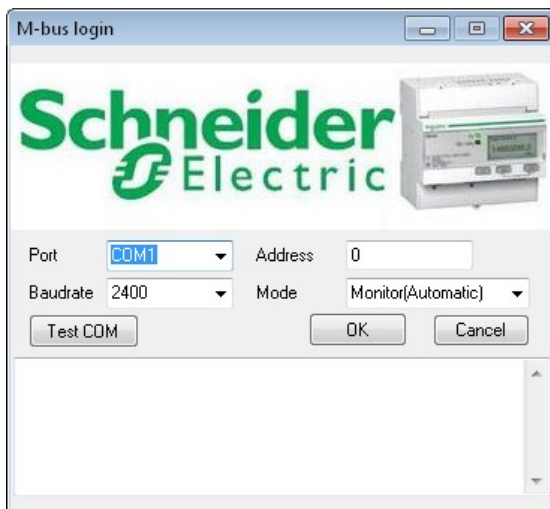 M-bus login
Schneider
Electric
Port COM1 Address 0
Baudrate 2400 Mode Monitor(Automatic)
Test COM OK Cancel